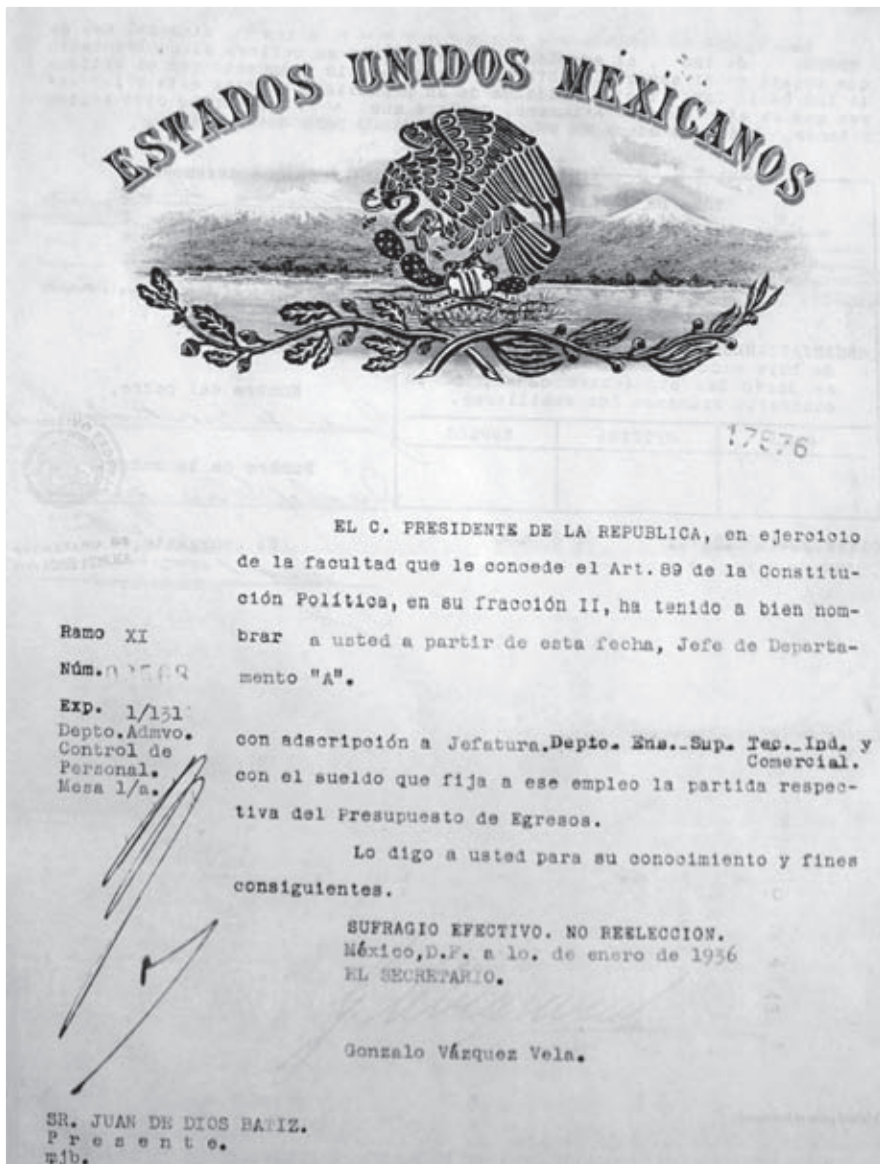 ESTADOS UNIDOS MEXICANOS
17976
EL C. PRESIDENTE DE LA REPUBLICA, en ejercicio
de la facultad que le concede el Art. 89 de la Constitu-
ción Política, en su fracción II, ha tenido a bien nom-
brar a usted a partir de esta fecha, Jefe de Departa-
mento "A".
Ramo XI
Núm.
Exp. 1/131
Depto.Admvo.
Control de
Personal.
Mesa 1/a.
con adscripción a Jefatura.Depto. Ens. Sup. Tec. Ind. y
Comercial.
con el sueldo que fija a ese empleo la partida respec-
tiva del Presupuesto de Egresos.
Lo digo a usted para su conocimiento y fines
consiguientes.
SUFRAGIO EFECTIVO. NO REELECCION.
México,D.F. a 1o. de enero de 1936
EL SECRETARIO.
Gonzalo Vázquez Vela.
SR. JUAN DE DIOS BATIZ.
P r e s e n t e.
mjb.